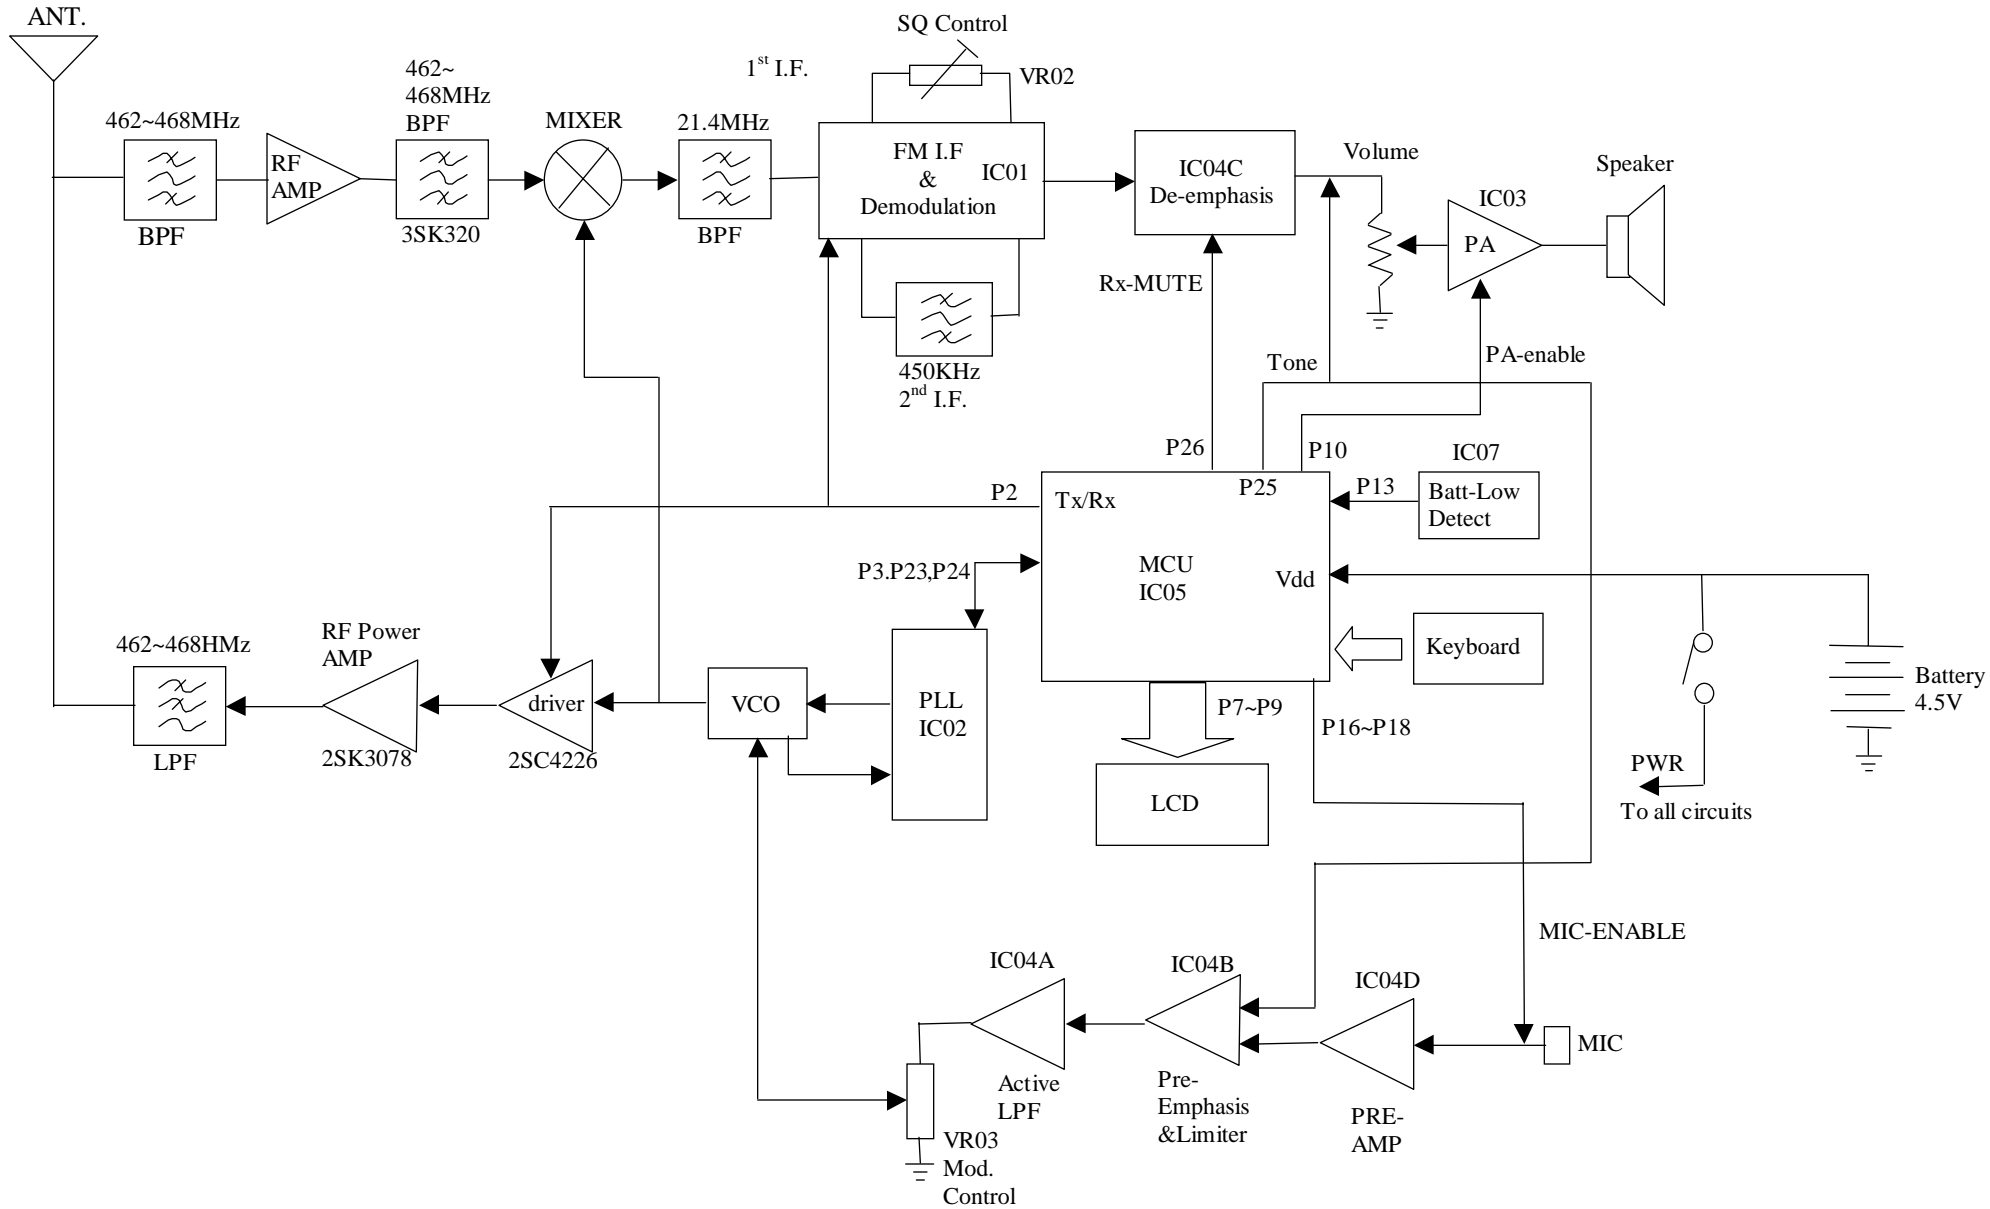 ANT.
SQ Control
1st I.F.
VR02
462~
468MHz
BPF
462~468MHz
MIXER
21.4MHz
RF
AMP
BPF
3SK320
BPF
FM I.F
&
Demodulation
IC01
IC04C
De-emphasis
Volume
Speaker
IC03
PA
Rx-MUTE
450KHz
2nd I.F.
Tone
PA-enable
P26
P10
IC07
P2
Tx/Rx
P25
P13
Batt-Low
Detect
P3.P23,P24
MCU
IC05
Vdd
462~468HMz
RF Power
AMP
Keyboard
driver
VCO
PLL
IC02
P7~P9
P16~P18
Battery
4.5V
LPF
2SK3078
2SC4226
LCD
PWR
To all circuits
MIC-ENABLE
IC04A
IC04B
IC04D
MIC
Active
LPF
Pre-
Emphasis
&Limiter
PRE-
AMP
VR03
Mod.
Control